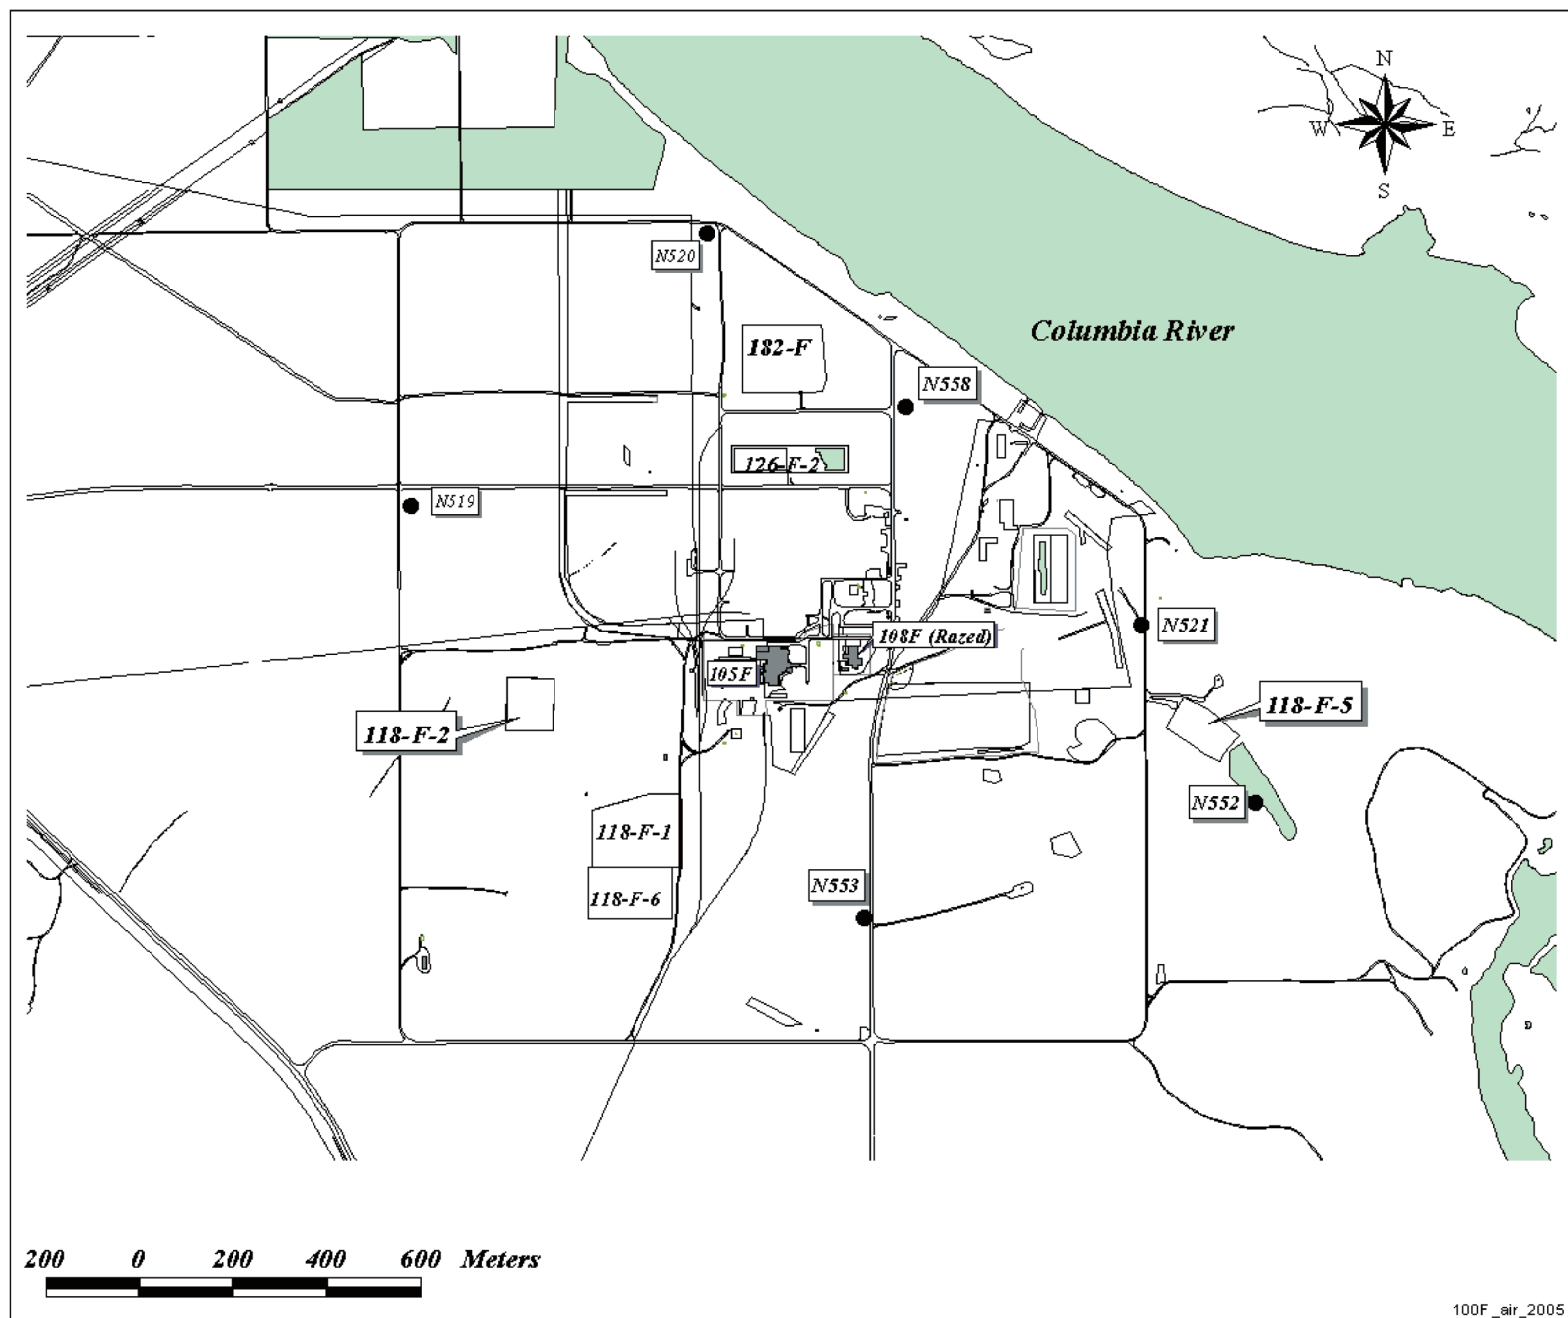 N
W E
S
N520
Columbia River
182-F
N558
126-F-2
N519
N521
108F (Razed)
105F
118-F-2
118-F-5
N552
118-F-1
N553
118-F-6
200 0 200 400 600 Meters
100F_air_2005